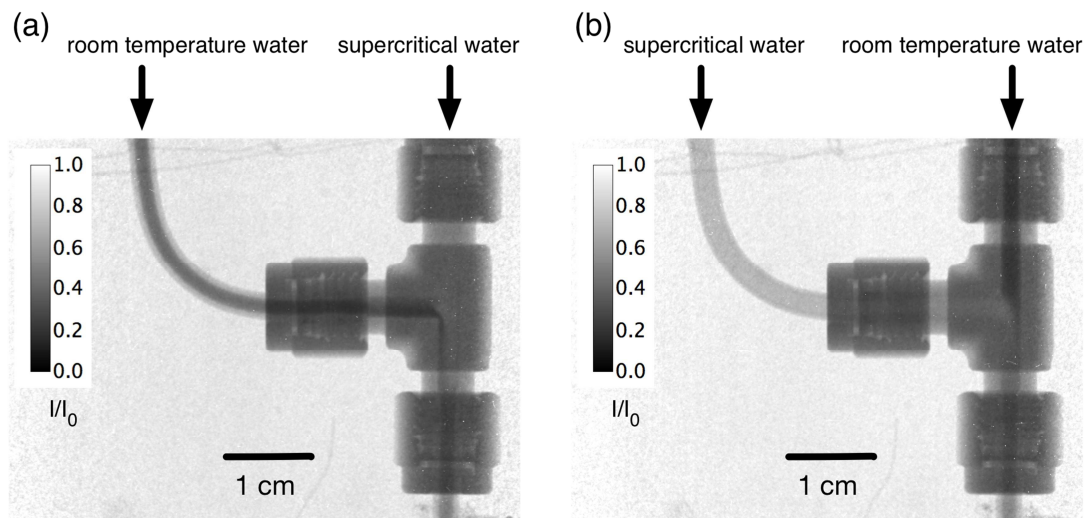 (a)
room temperature water
supercritical water
1.0
0.8
0.6
0.4
0.2
0.0
I/I0
1 cm
(b)
supercritical water
room temperature water
1.0
0.8
0.6
0.4
0.2
0.0
I/I0
1 cm